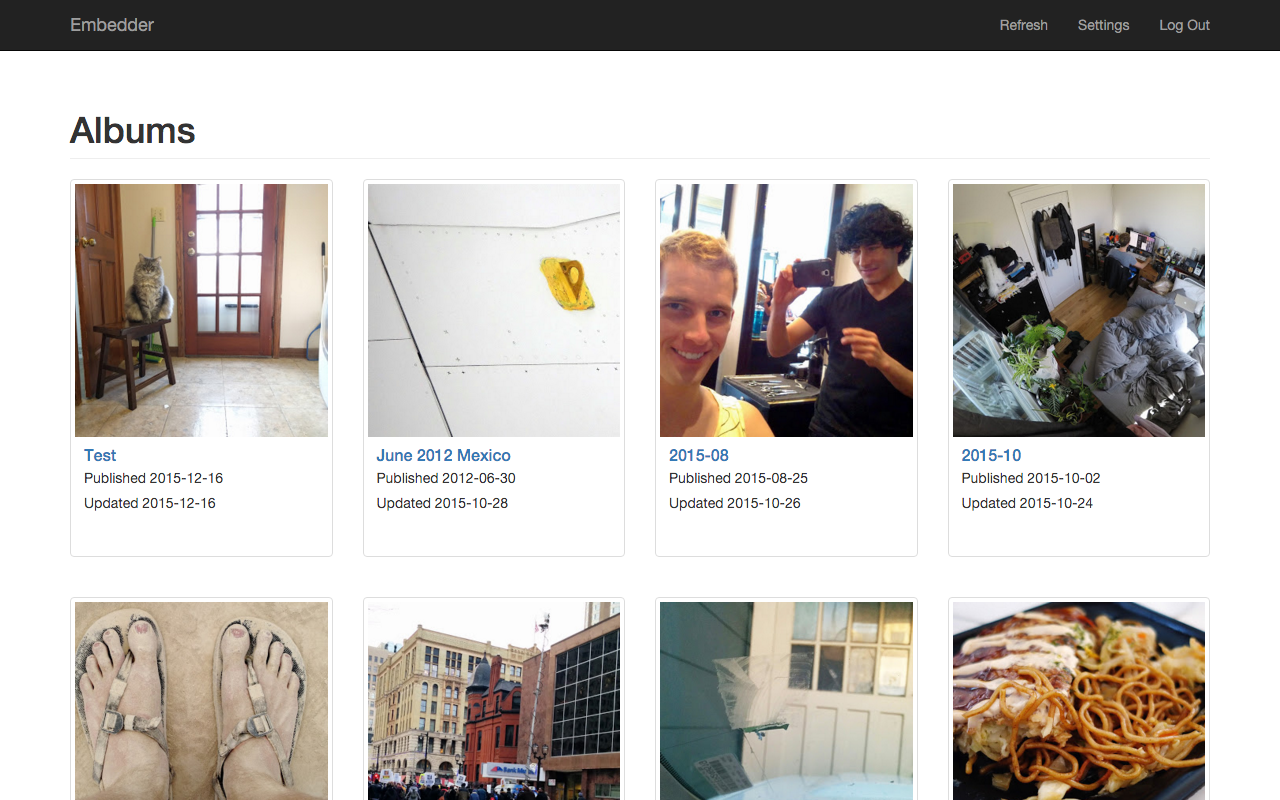 Embedder
Refresh Settings Log Out
Albums
Test
Published 2015-12-16
Updated 2015-12-16
June 2012 Mexico
Published 2012-06-30
Updated 2015-10-28
2015-08
Published 2015-08-25
Updated 2015-10-26
2015-10
Published 2015-10-02
Updated 2015-10-24